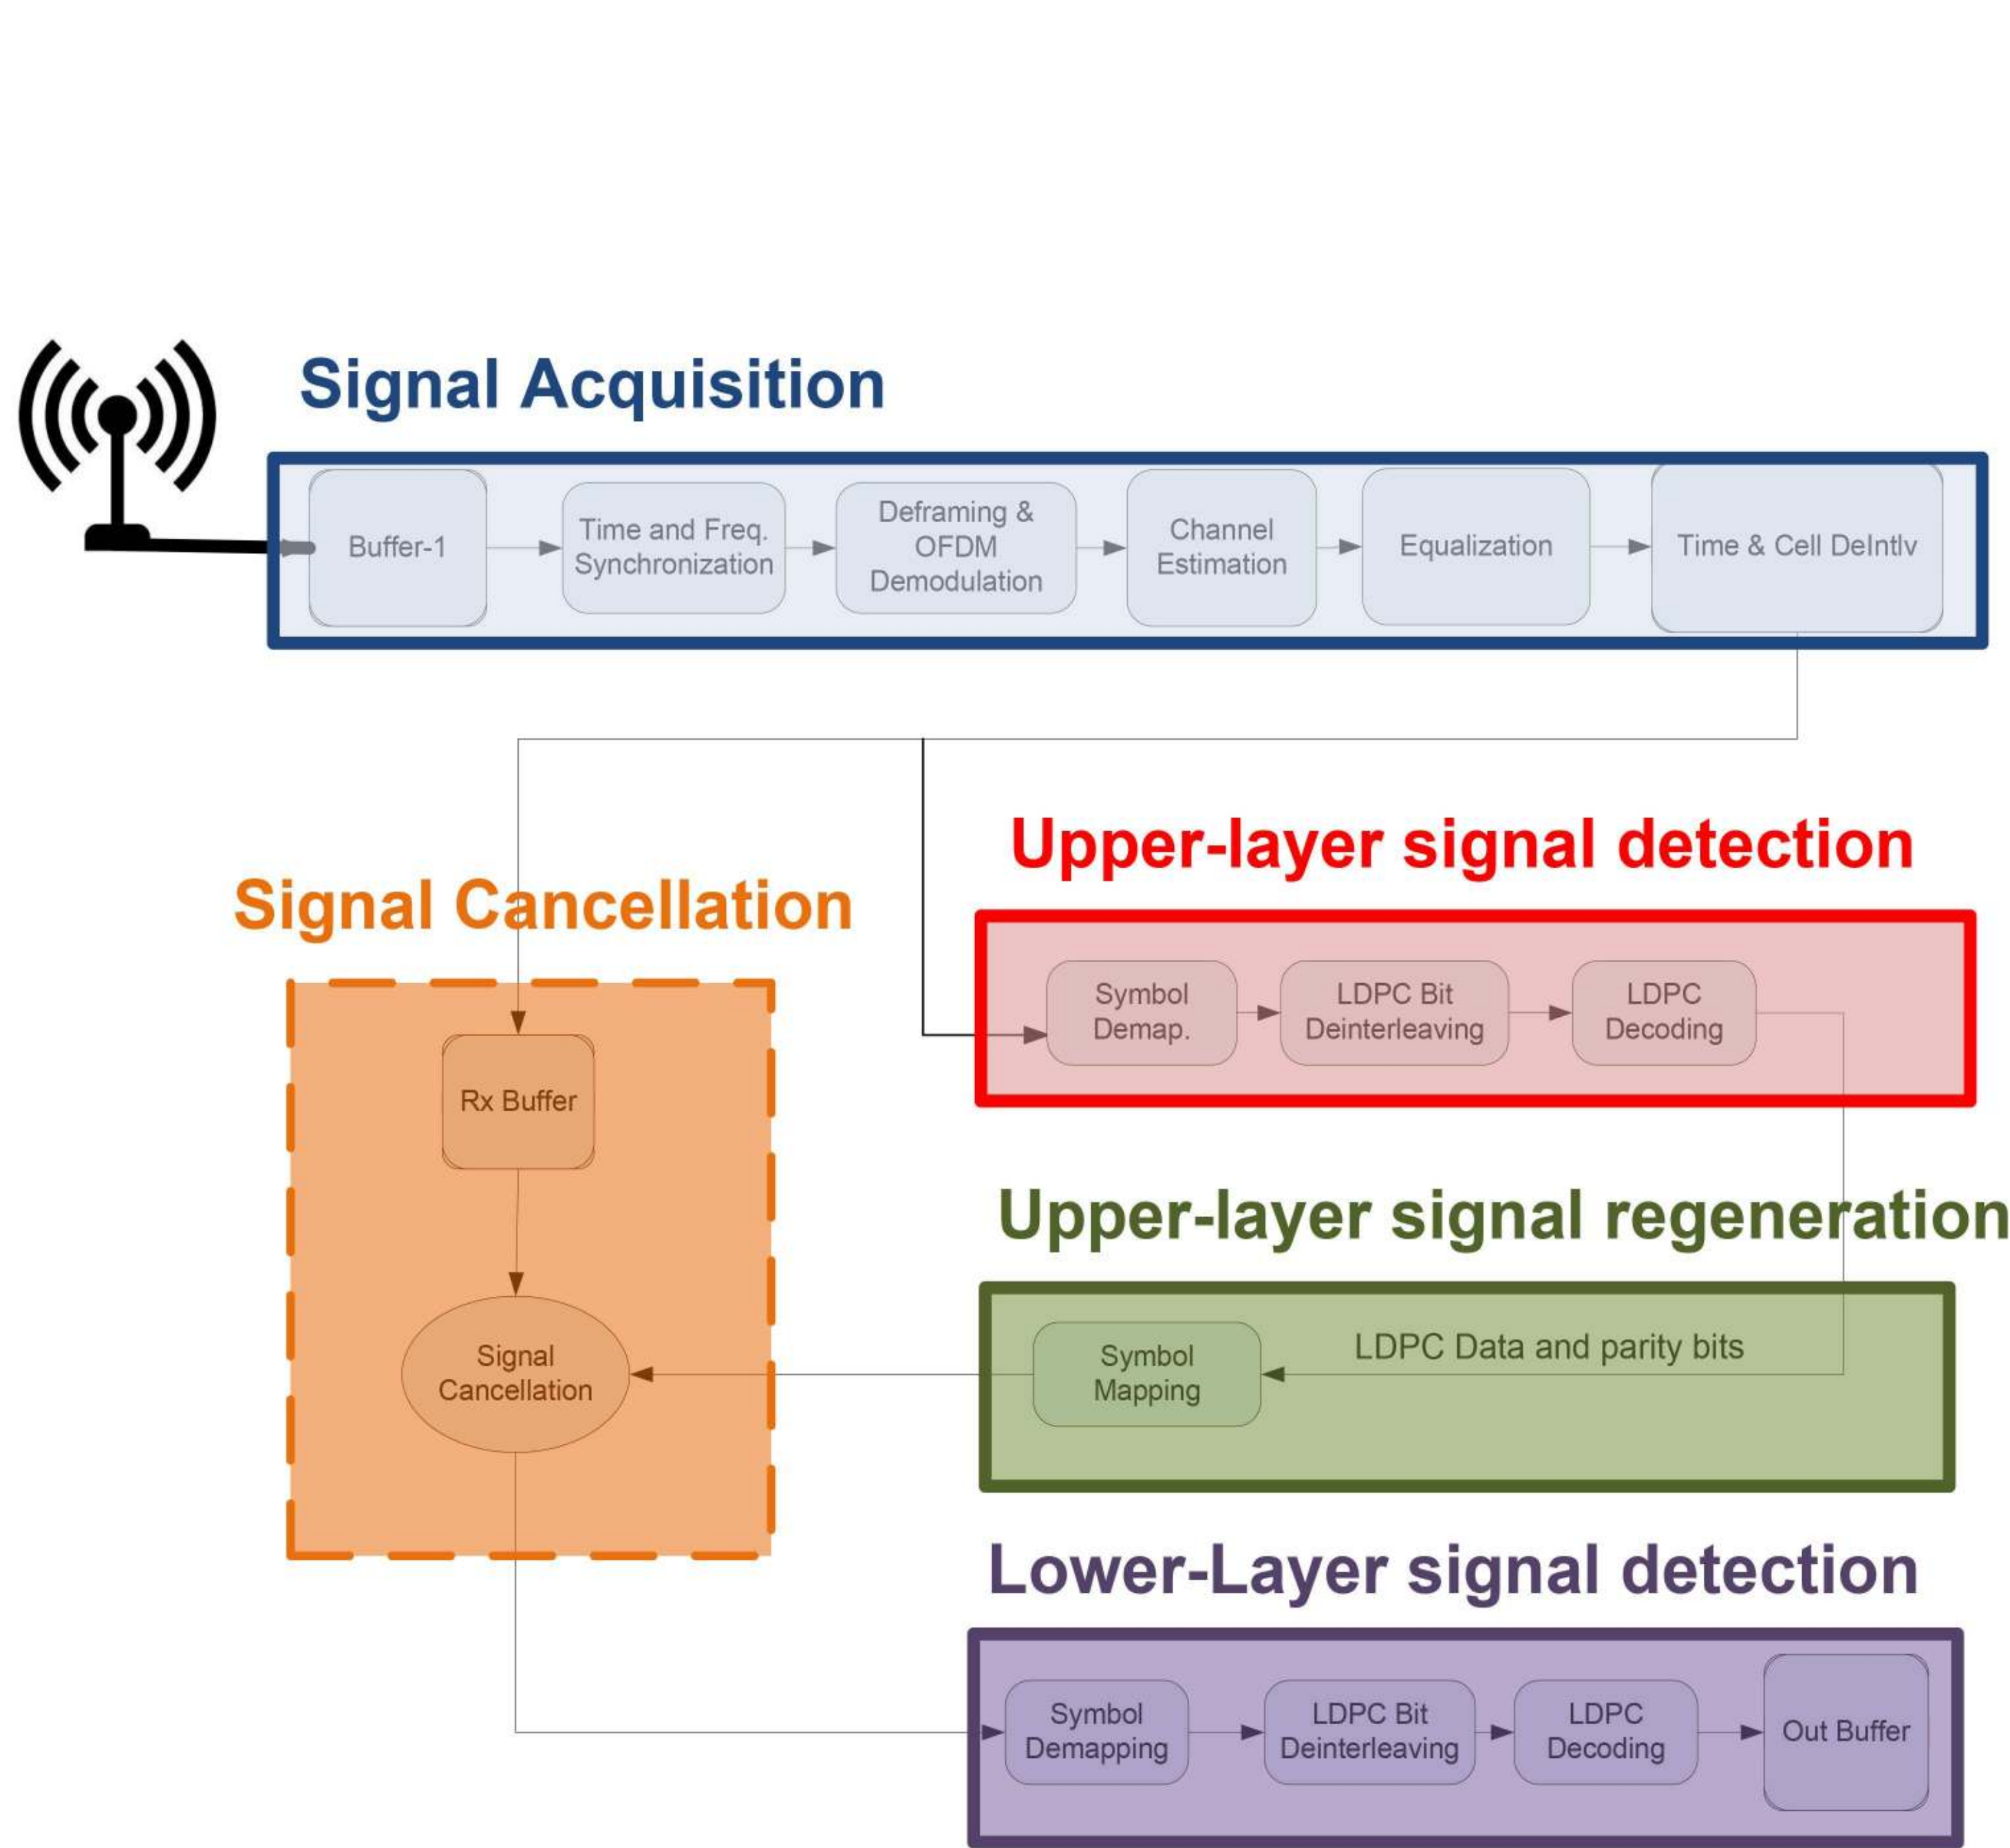 Signal Acquisition
Buffer-1
Time and Freq.
Synchronization
Deframing &
OFDM
Demodulation
Channel
Estimation
Equalization
Time & Cell DeIntlv
Upper-layer signal detection
Signal Cancellation
Symbol
Demap.
LDPC Bit
Deinterleaving
LDPC
Decoding
Rx Buffer
Upper-layer signal regeneration
Signal
Cancellation
Symbol
Mapping
LDPC Data and parity bits
Lower-Layer signal detection
Symbol
Demapping
LDPC Bit
Deinterleaving
LDPC
Decoding
Out Buffer